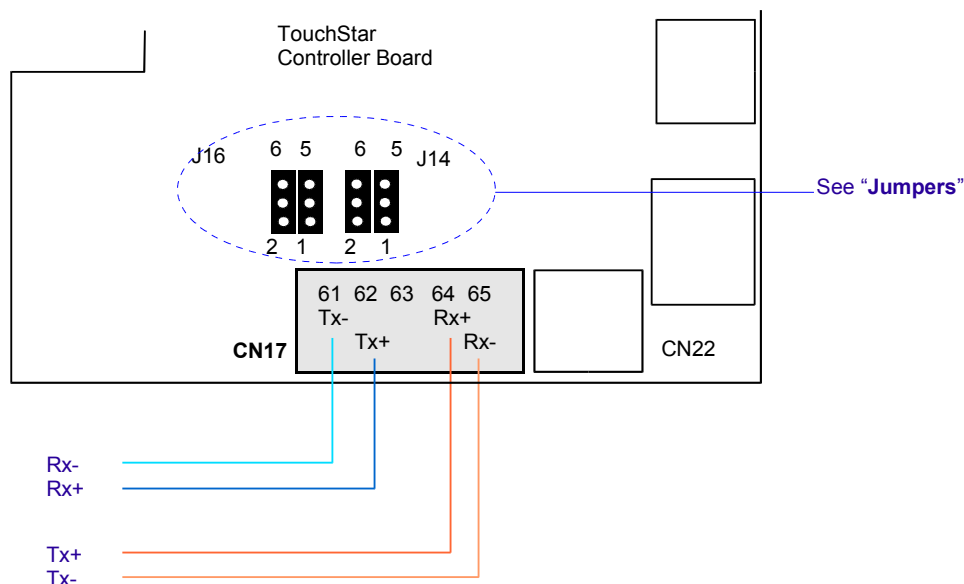 TouchStar
Controller Board
J16 6 5 6 5 J14
See “Jumpers”
2 1 2 1
61 62 63 64 65
Tx- Rx+
Tx+ Rx-
CN17
CN22
Rx-
Rx+
Tx+
Tx-